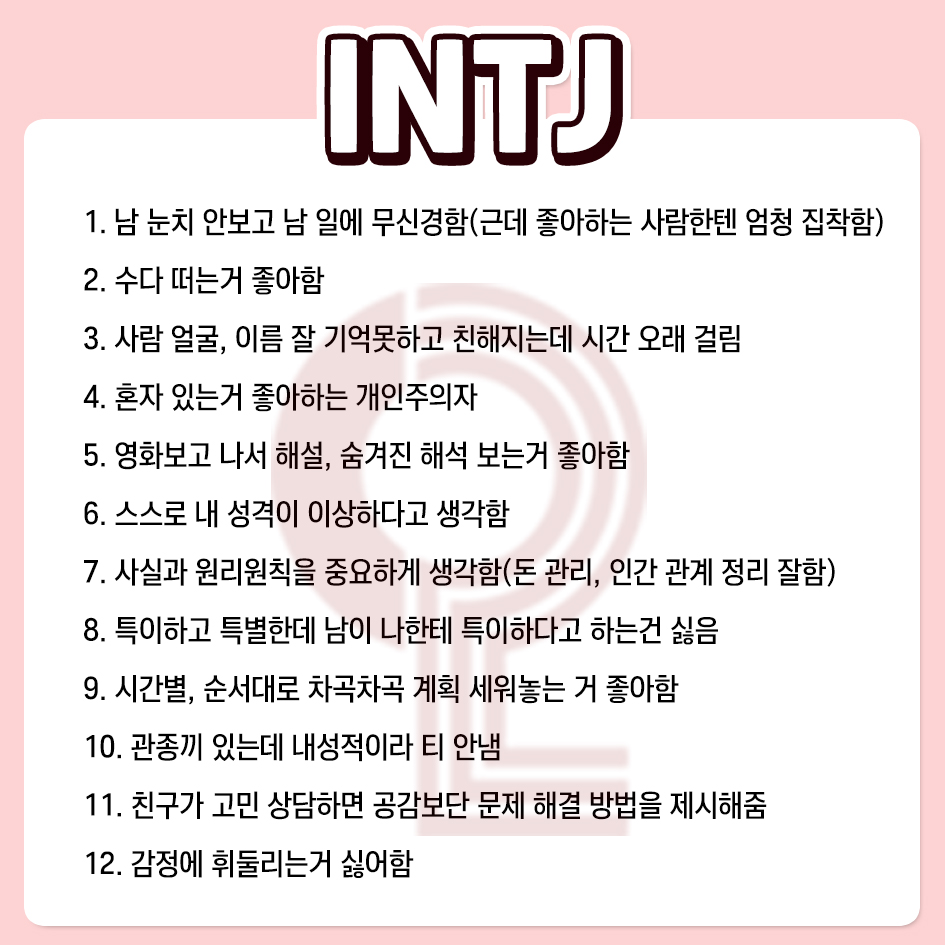 INTJ
1. 남 눈치 안보고 남 일에 무신경함(근데 좋아하는 사람한텐 엄청 집착함)
2. 수다 떠는거 좋아함
3. 사람 얼굴, 이름 잘 기억못하고 친해지는데 시간 오래 걸림
4. 혼자 있는거 좋아하는 개인주의자
5. 영화보고 나서 해설, 숨겨진 해석 보는거 좋아함
6. 스스로 내 성격이 이상하다고 생각함
7. 사실과 원리원칙을 중요하게 생각함(돈 관리, 인간 관계 정리 잘함)
8. 특이하고 특별한데 남이 나한테 특이하다고 하는건 싫음
9. 시간별, 순서대로 차곡차곡 계획 세워놓는 거 좋아함
10. 관종끼 있는데 내성적이라 티 안냄
11. 친구가 고민 상담하면 공감보단 문제 해결 방법을 제시해줌
12. 감정에 휘둘리는거 싫어함